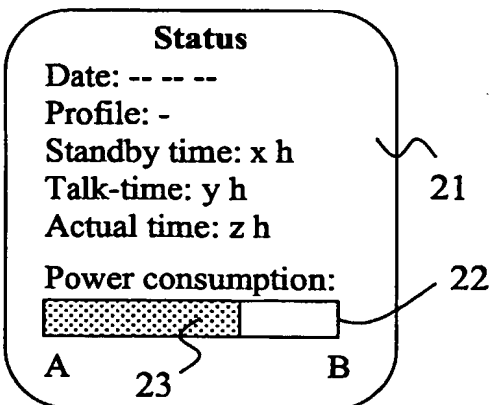 Status
Date: -- -- --
Profile: -
Standby time: x h
Talk-time: y h
21
Actual time: z h
Power consumption:
22
A
23
B